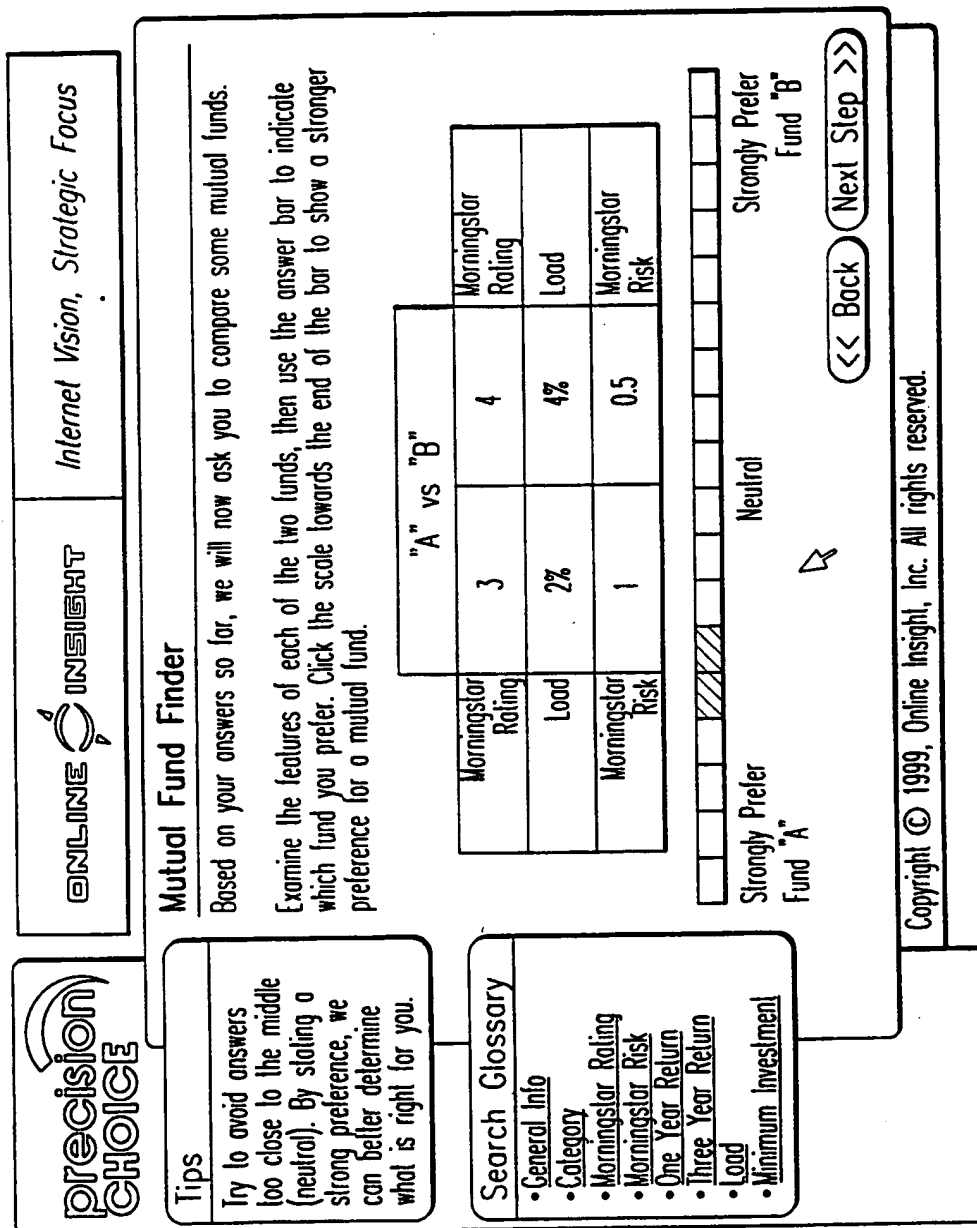 precision
CHOICE
ONLINE INSIGHT
Internet Vision, Strategic Focus
Tips
Try to avoid answers
too close to the middle
(neutral). By stating a
strong preference, we
can better determine
what is right for you.
Search Glossary
• General Info
• Category
• Morningstar Rating
• Morningstar Risk
• One Year Return
• Three Year Return
• Load
• Minimum Investment
Mutual Fund Finder
Based on your answers so far, we will now ask you to compare some mutual funds.
Examine the features of each of the two funds, then use the answer bar to indicate
which fund you prefer. Click the scale towards the end of the bar to show a stronger
preference for a mutual fund.
"A" vs "B"
Morningstar Rating 3 4 Morningstar Rating
Load 2% 4% Load
Morningstar Risk 1 0.5 Morningstar Risk
Strongly Prefer Neutral Strongly Prefer
Fund "A" Fund "B"
<< Back Next Step >>
Copyright © 1999, Online Insight, Inc. All rights reserved.